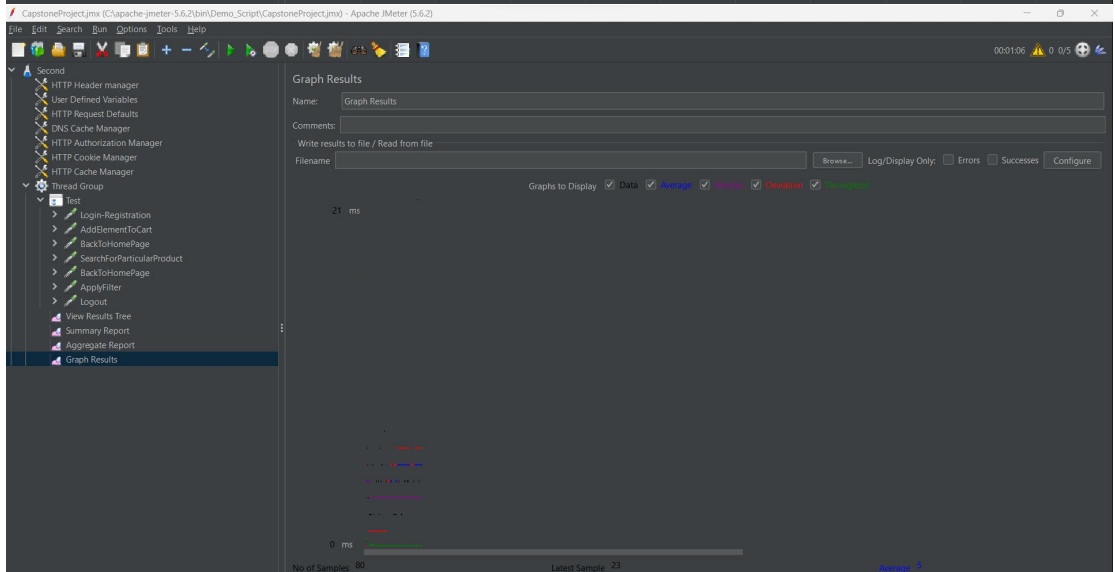 CapstoneProject.jmx (C:\apache-jmeter-5.6.2\bin\Demo_Script\CapstoneProject.jmx) - Apache JMeter (5.6.2)
File Edit Search Run Options Tools Help
00:01:06 0 0/5
Second
HTTP Header manager
User Defined Variables
HTTP Request Defaults
DNS Cache Manager
HTTP Authorization Manager
HTTP Cookie Manager
HTTP Cache Manager
Thread Group
Test
Login-Registration
AddElementToCart
BackToHomePage
SearchForParticularProduct
BackToHomePage
ApplyFilter
Logout
View Results Tree
Summary Report
Aggregate Report
Graph Results
Graph Results
Name: Graph Results
Comments:
Write results to file / Read from file
Filename Browse... Log/Display Only: Errors Successes Configure
Graphs to Display Data Average Median Deviation Throughput
21 ms
0 ms
No of Samples 80 Latest Sample 23 Average 5